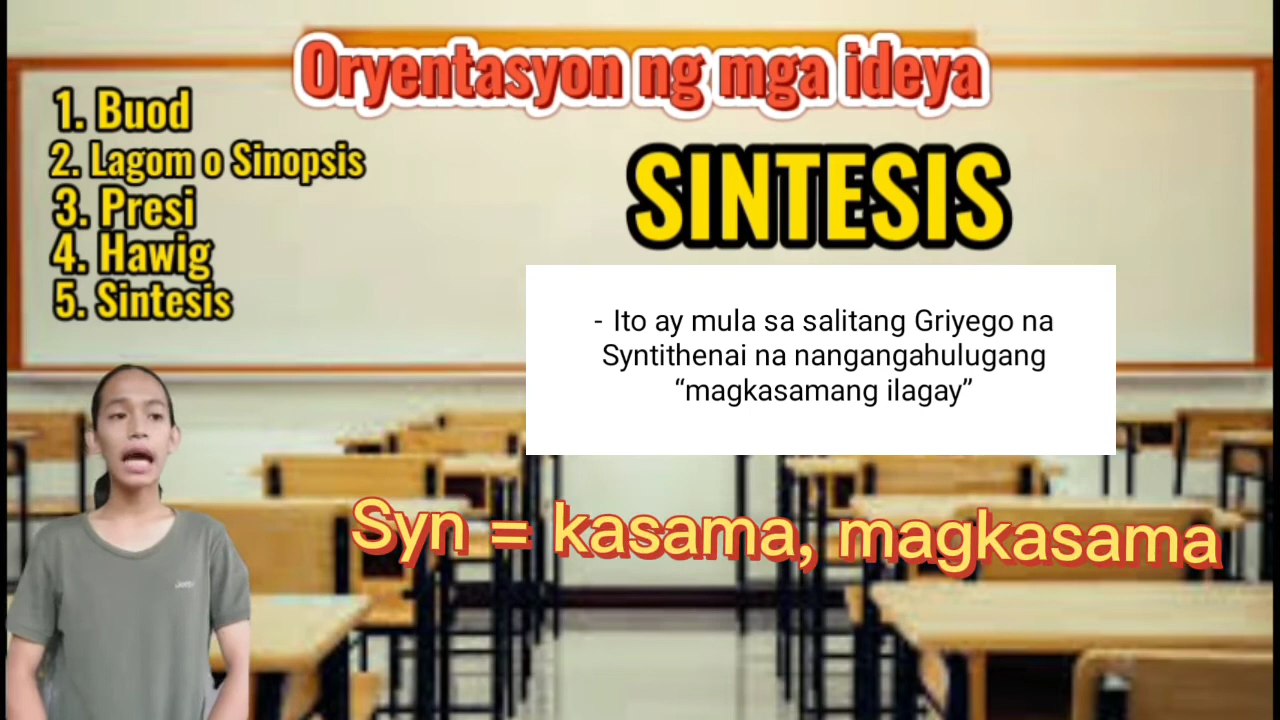 Oryentasyon ng mga ideya
1. Buod
2. Lagom o Sinopsis
3. Presi
4. Hawig
5. Sintesis
SINTESIS
- Ito ay mula sa salitang Griyego na
Syntithenai na nangangahulugang
“magkasamang ilagay”
Syn = kasama, magkasama
Jeep